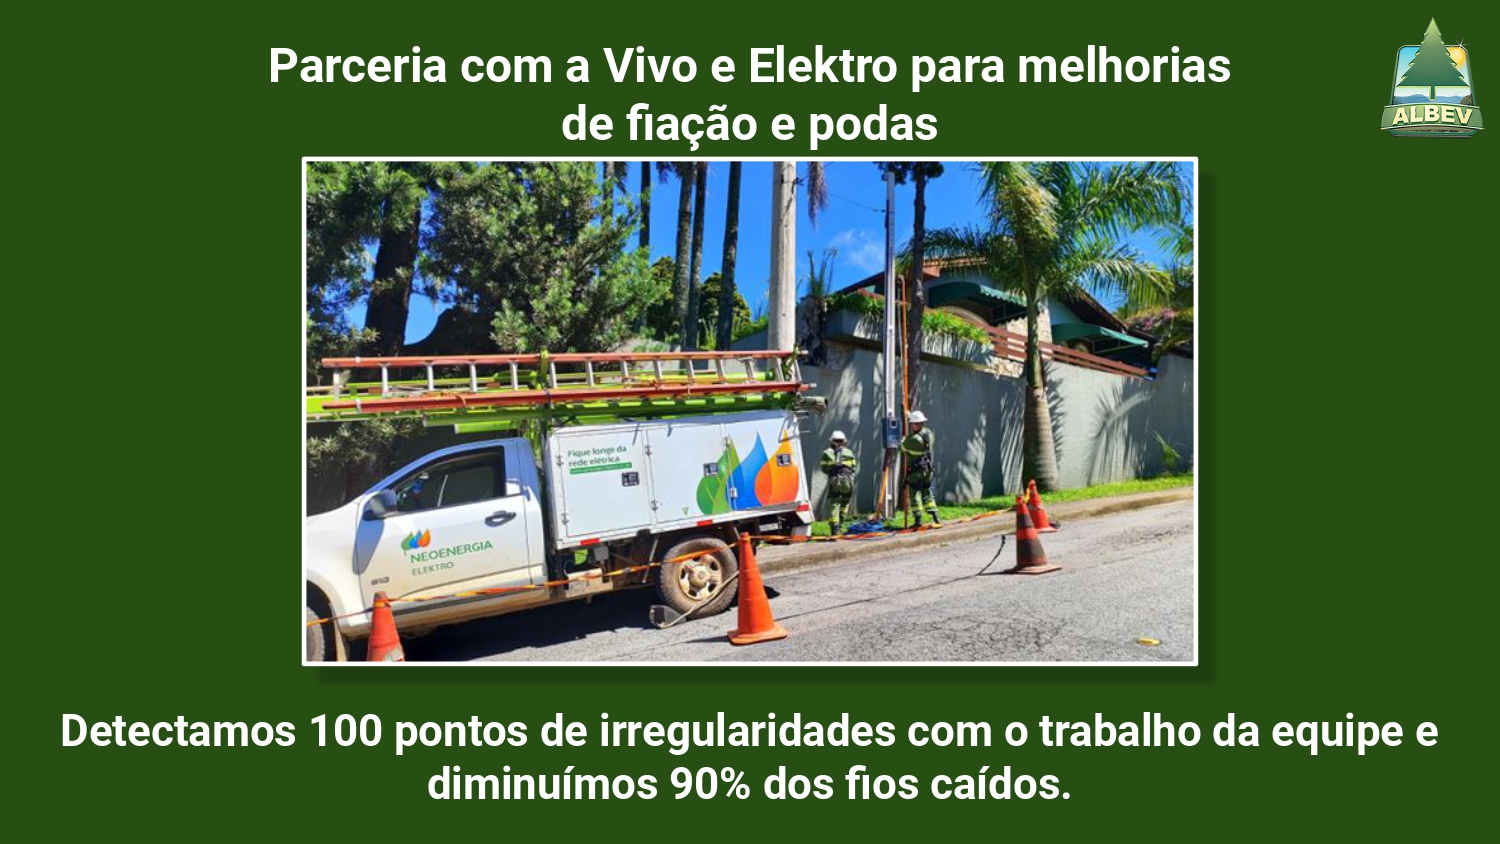 Parceria com a Vivo e Elektro para melhorias
de fiação e podas
ALBEV
Fique longe da
rede elétrica
NEOENERGIA
ELEKTRO
S10
Detectamos 100 pontos de irregularidades com o trabalho da equipe e
diminuímos 90% dos fios caídos.